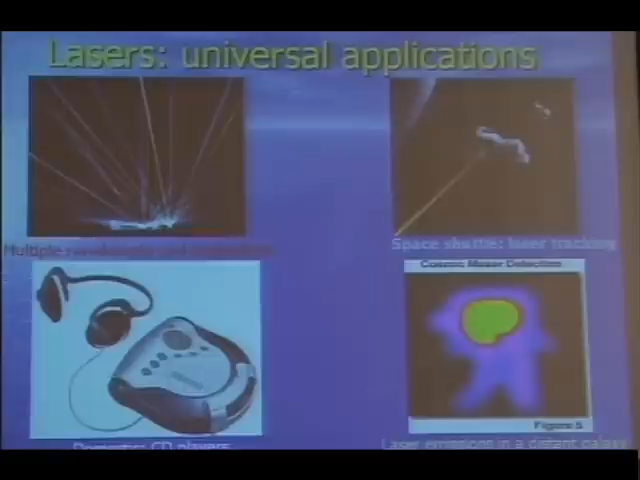 Lasers: universal applications
Multiple
Space shuttle: laser tracking
Cosmic Maser Detection
Figure 5
Domestic: CD players
Laser emissions in a distant galaxy